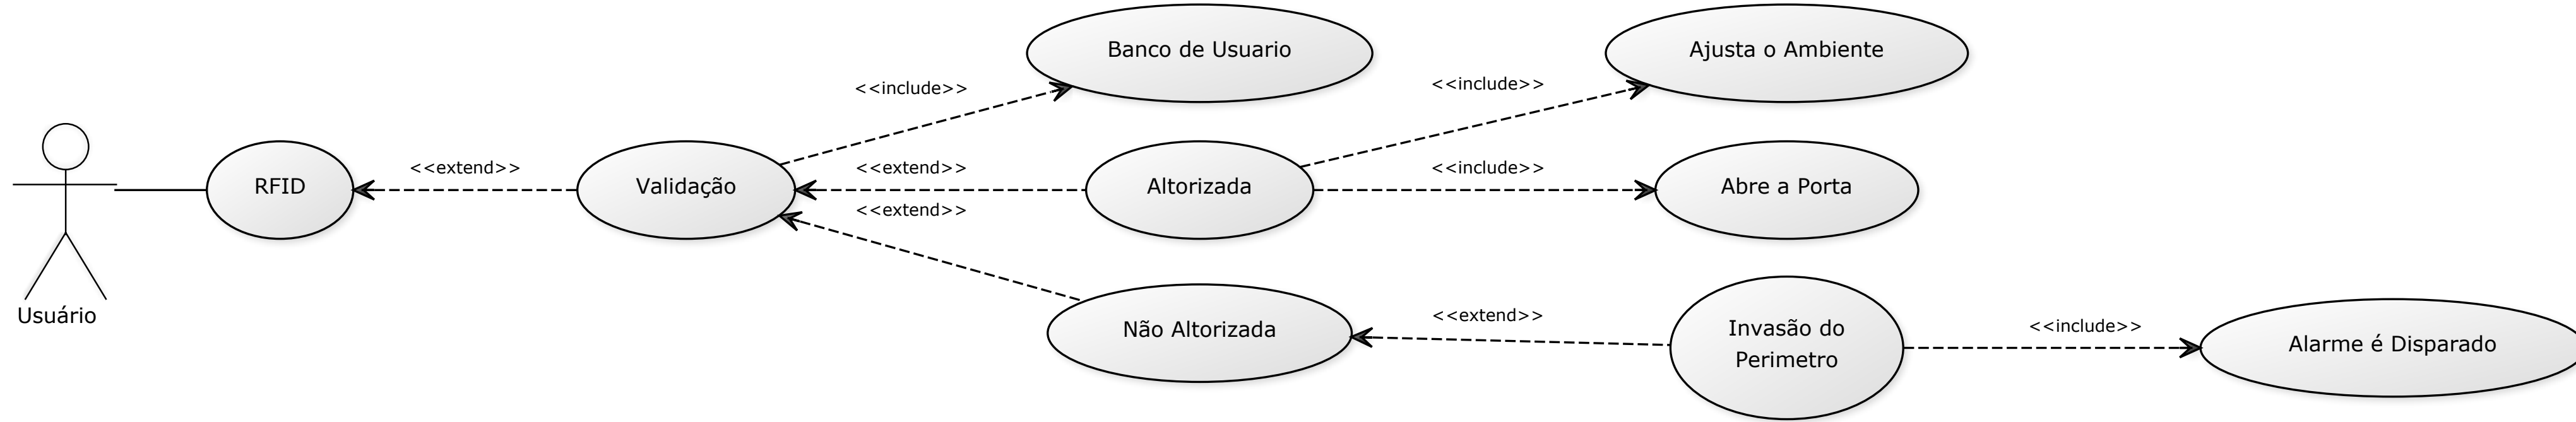 Banco de Usuario
Ajusta o Ambiente
<<include>>
<<include>>
<<extend>>
<<extend>>
<<include>>
RFID
Validação
Altorizada
Abre a Porta
<<extend>>
Usuário
<<extend>>
Não Altorizada
Invasão do
Perimetro
<<include>>
Alarme é Disparado